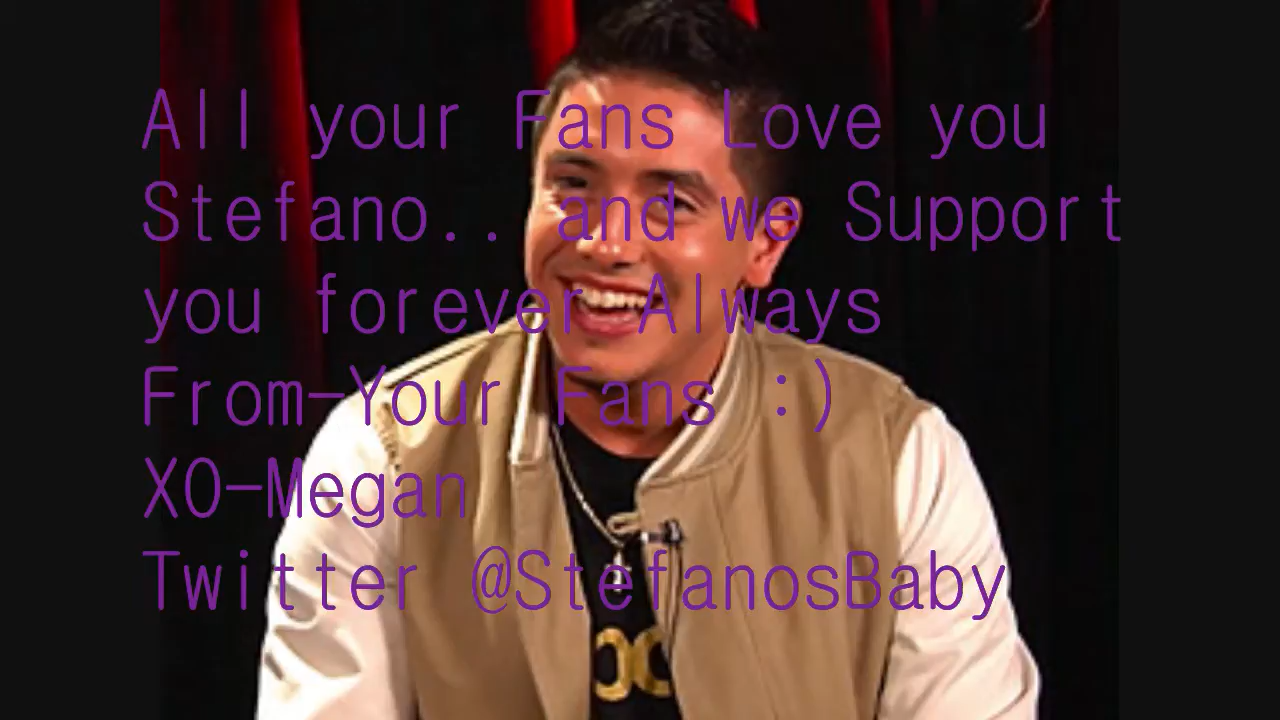 All your Fans Love you
Stefano.. and we Support
you forever Always
From-Your Fans :)
XO-Megan
Twitter @StefanosBaby